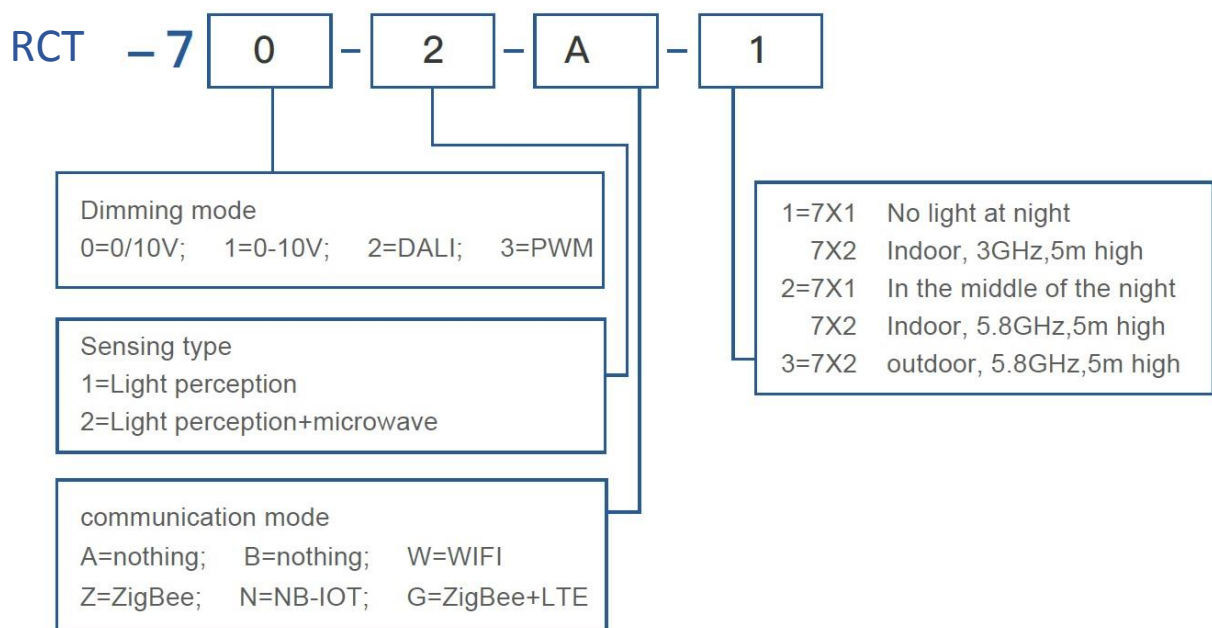 RCT -7 0 - 2 - A - 1
Dimming mode
0=0/10V; 1=0-10V; 2=DALI; 3=PWM
Sensing type
1=Light perception
2=Light perception+microwave
communication mode
A=nothing; B=nothing; W=WIFI
Z=ZigBee; N=NB-IOT; G=ZigBee+LTE
1=7X1 No light at night
7X2 Indoor, 3GHz,5m high
2=7X1 In the middle of the night
7X2 Indoor, 5.8GHz,5m high
3=7X2 outdoor, 5.8GHz,5m high